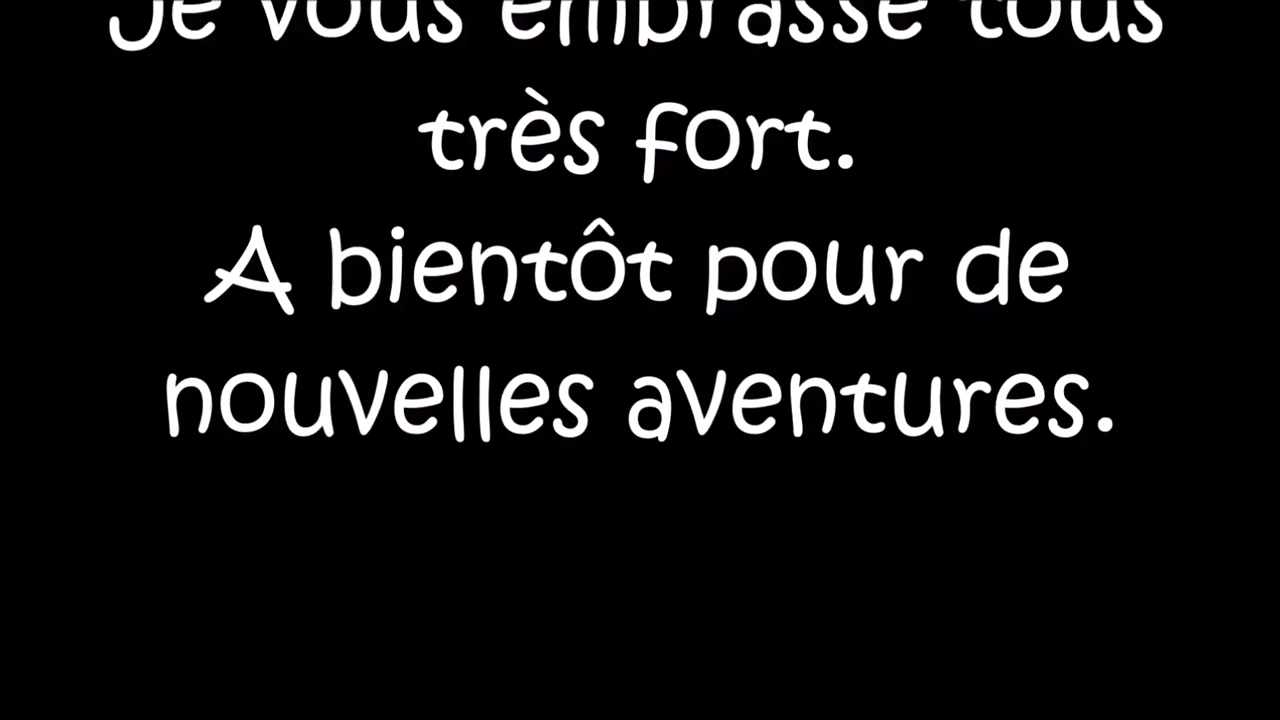 Je vous embrasse tous
très fort.
A bientôt pour de
nouvelles aventures.